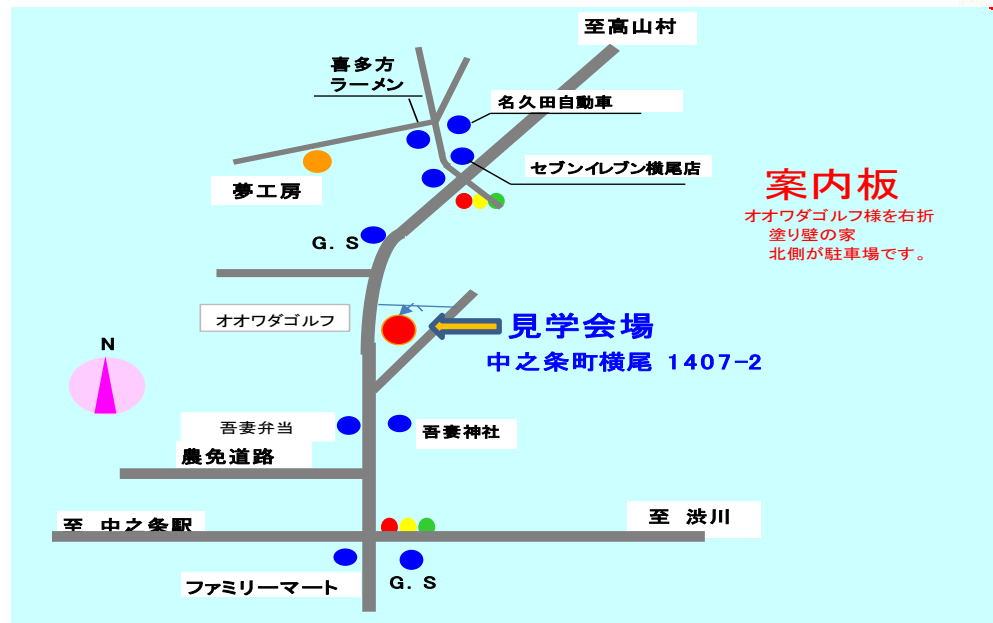 至高山村
喜多方
ラーメン
名久田自動車
セブンイレブン横尾店
夢工房
案内板
オオワダゴルフ様を右折
塗り壁の家
北側が駐車場です。
G. S
オオワダゴルフ
見学会場
中之条町横尾 1407-2
N
吾妻弁当
吾妻神社
農免道路
至 中之条駅
至 渋川
ファミリーマート
G. S